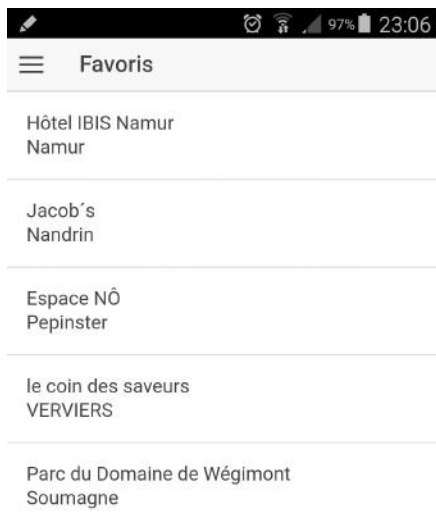 97% 23:06
Favoris
Hôtel IBIS Namur
Namur
Jacob´s
Nandrin
Espace NÔ
Pepinster
le coin des saveurs
VERVIERS
Parc du Domaine de Wégimont
Soumagne